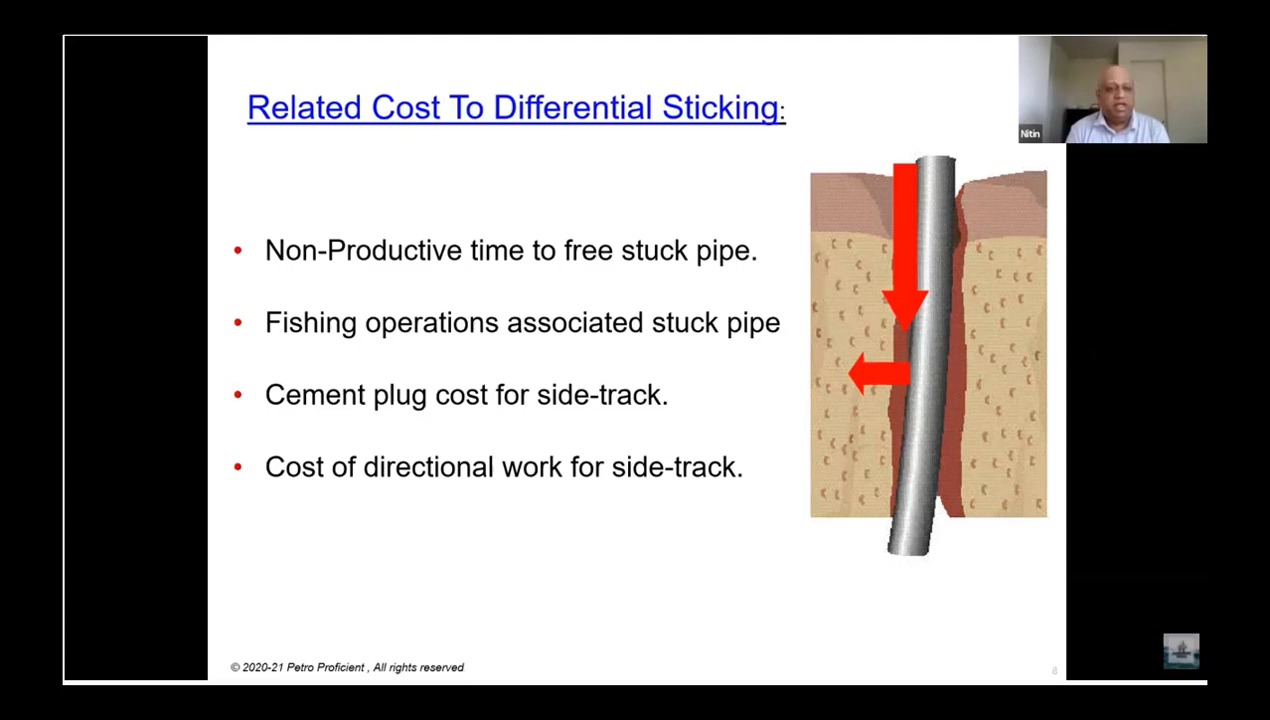 Related Cost To Differential Sticking:
Nitin
• Non-Productive time to free stuck pipe.
• Fishing operations associated stuck pipe
• Cement plug cost for side-track.
• Cost of directional work for side-track.
© 2020-21 Petro Proficient , All rights reserved
8